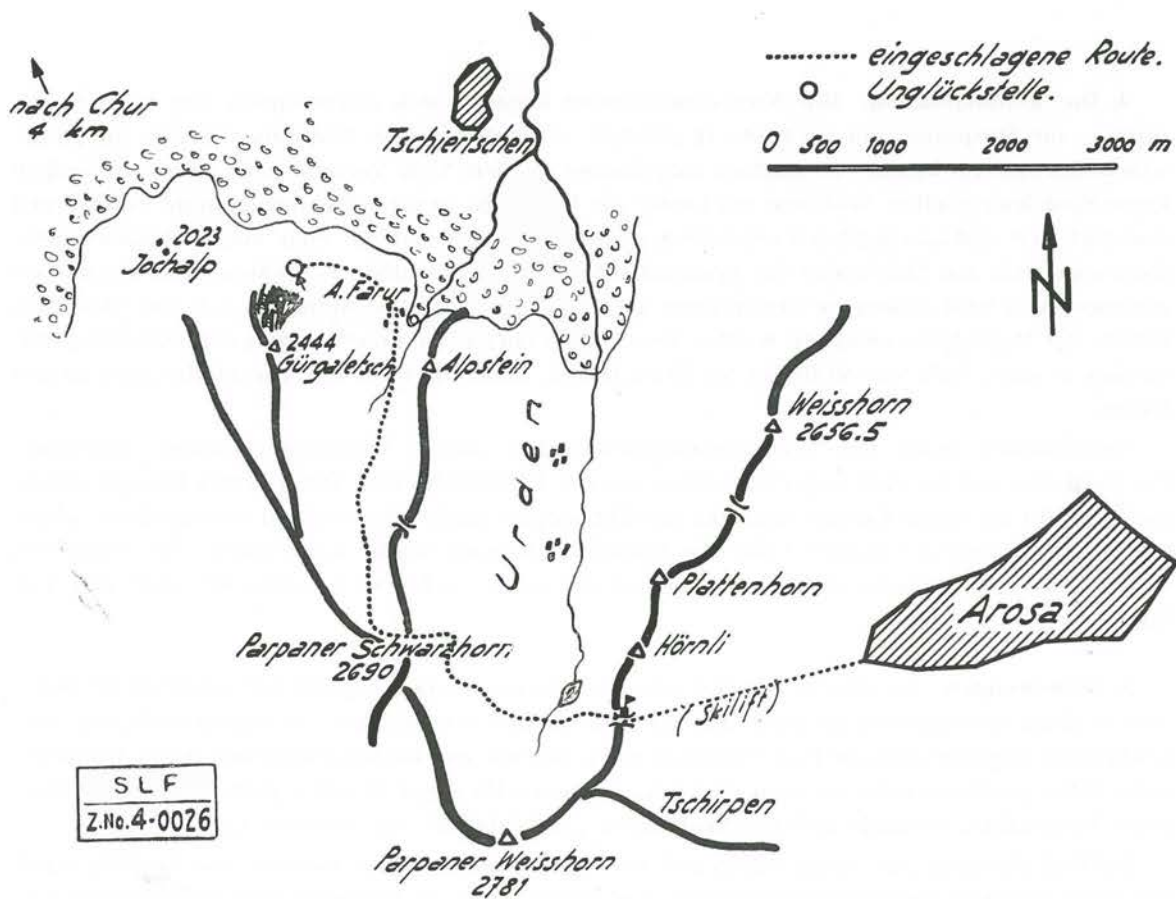 eingeschlagene Route.
Unglückstelle.
0 500 1000 2000 3000 m
N
nach Chur
4 km
Tschiertschen
2023
Jochalp
A. Farur
2444
Gürgaletsch
Alpstein
Urden
Weisshorn
2656.5
Plattenhorn
Arosa
Hörnli
Parpaner Schwarzhorn
2690
(Skilift)
Tschirpen
Parpaner Weisshorn
2781
SLF
Z.No. 4-0026